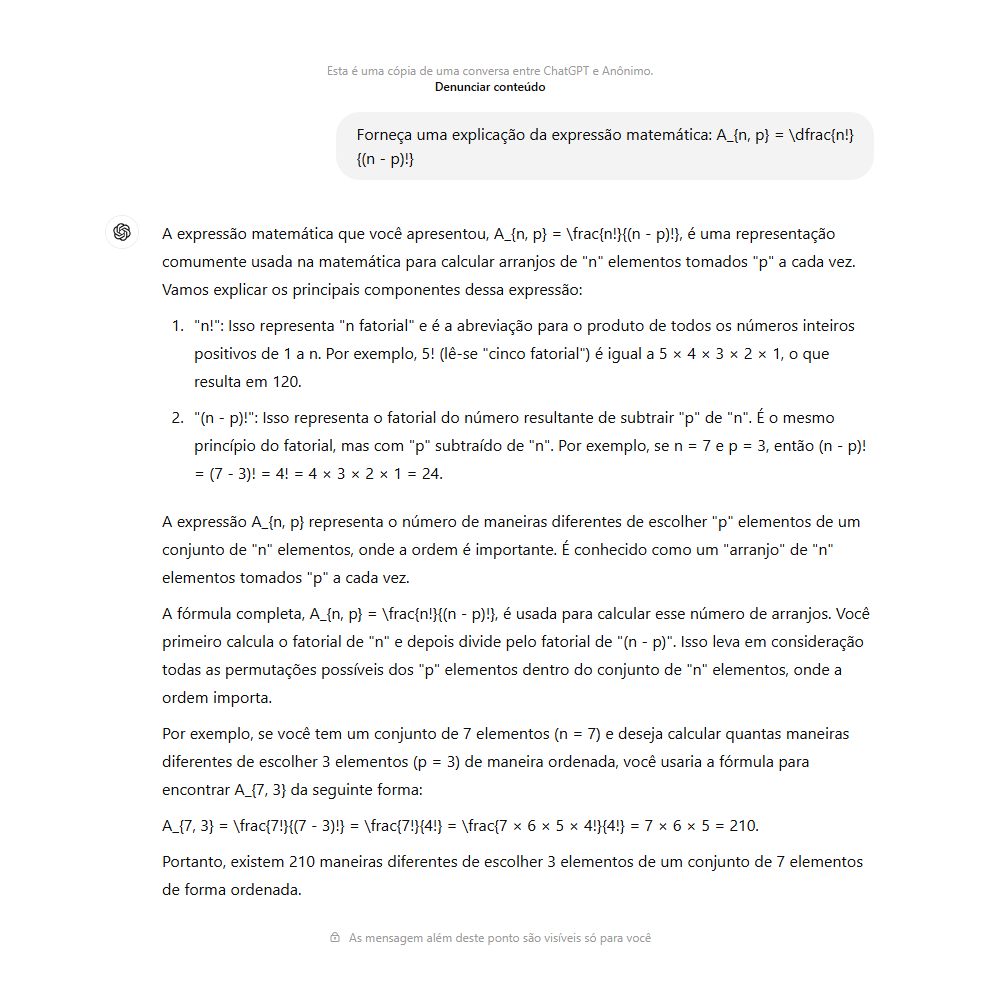 Esta é uma cópia de uma conversa entre ChatGPT e Anônimo.
Denunciar conteúdo
Forneça uma explicação da expressão matemática: A_{n, p} = \dfrac{n!}
{(n - p)!}
A expressão matemática que você apresentou, A_{n, p} = \frac{n!}{(n - p)!}, é uma representação
comumente usada na matemática para calcular arranjos de "n" elementos tomados "p" a cada vez.
Vamos explicar os principais componentes dessa expressão:
1. "n!": Isso representa "n fatorial" e é a abreviação para o produto de todos os números inteiros
positivos de 1 a n. Por exemplo, 5! (lê-se "cinco fatorial") é igual a 5 × 4 × 3 × 2 × 1, o que
resulta em 120.
2. "(n - p)!": Isso representa o fatorial do número resultante de subtrair "p" de "n". É o mesmo
princípio do fatorial, mas com "p" subtraído de "n". Por exemplo, se n = 7 e p = 3, então (n - p)!
= (7 - 3)! = 4! = 4 × 3 × 2 × 1 = 24.
A expressão A_{n, p} representa o número de maneiras diferentes de escolher "p" elementos de um
conjunto de "n" elementos, onde a ordem é importante. É conhecido como um "arranjo" de "n"
elementos tomados "p" a cada vez.
A fórmula completa, A_{n, p} = \frac{n!}{(n - p)!}, é usada para calcular esse número de arranjos. Você
primeiro calcula o fatorial de "n" e depois divide pelo fatorial de "(n - p)". Isso leva em consideração
todas as permutações possíveis dos "p" elementos dentro do conjunto de "n" elementos, onde a
ordem importa.
Por exemplo, se você tem um conjunto de 7 elementos (n = 7) e deseja calcular quantas maneiras
diferentes de escolher 3 elementos (p = 3) de maneira ordenada, você usaria a fórmula para
encontrar A_{7, 3} da seguinte forma:
A_{7, 3} = \frac{7!}{(7 - 3)!} = \frac{7!}{4!} = \frac{7 × 6 × 5 × 4!}{4!} = 7 × 6 × 5 = 210.
Portanto, existem 210 maneiras diferentes de escolher 3 elementos de um conjunto de 7 elementos
de forma ordenada.
As mensagem além deste ponto são visíveis só para você